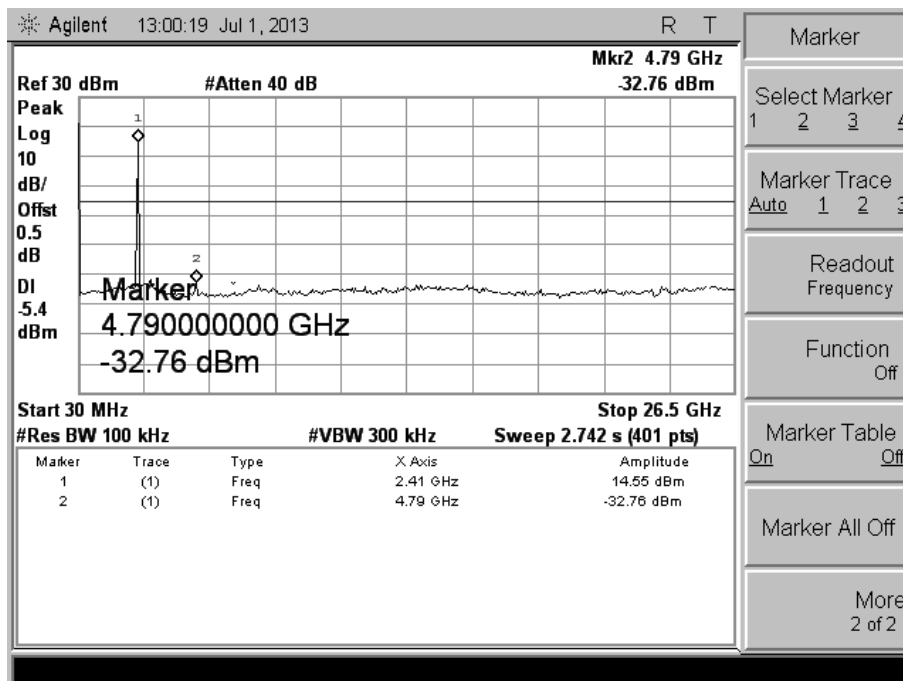 Agilent 13:00:19 Jul 1, 2013 R T
Mkr2 4.79 GHz
Ref 30 dBm #Atten 40 dB -32.76 dBm
Peak
Log
10
dB/
Offst
0.5
dB
DI
-5.4
dBm
1
2
Marker
4.790000000 GHz
-32.76 dBm
Start 30 MHz Stop 26.5 GHz
#Res BW 100 kHz #VBW 300 kHz Sweep 2.742 s (401 pts)
Marker Trace Type X Axis Amplitude
1 (1) Freq 2.41 GHz 14.55 dBm
2 (1) Freq 4.79 GHz -32.76 dBm
Marker
Select Marker
1 2 3 4
Marker Trace
Auto 1 2 3
Readout
Frequency
Function
Off
Marker Table
On Off
Marker All Off
More
2 of 2